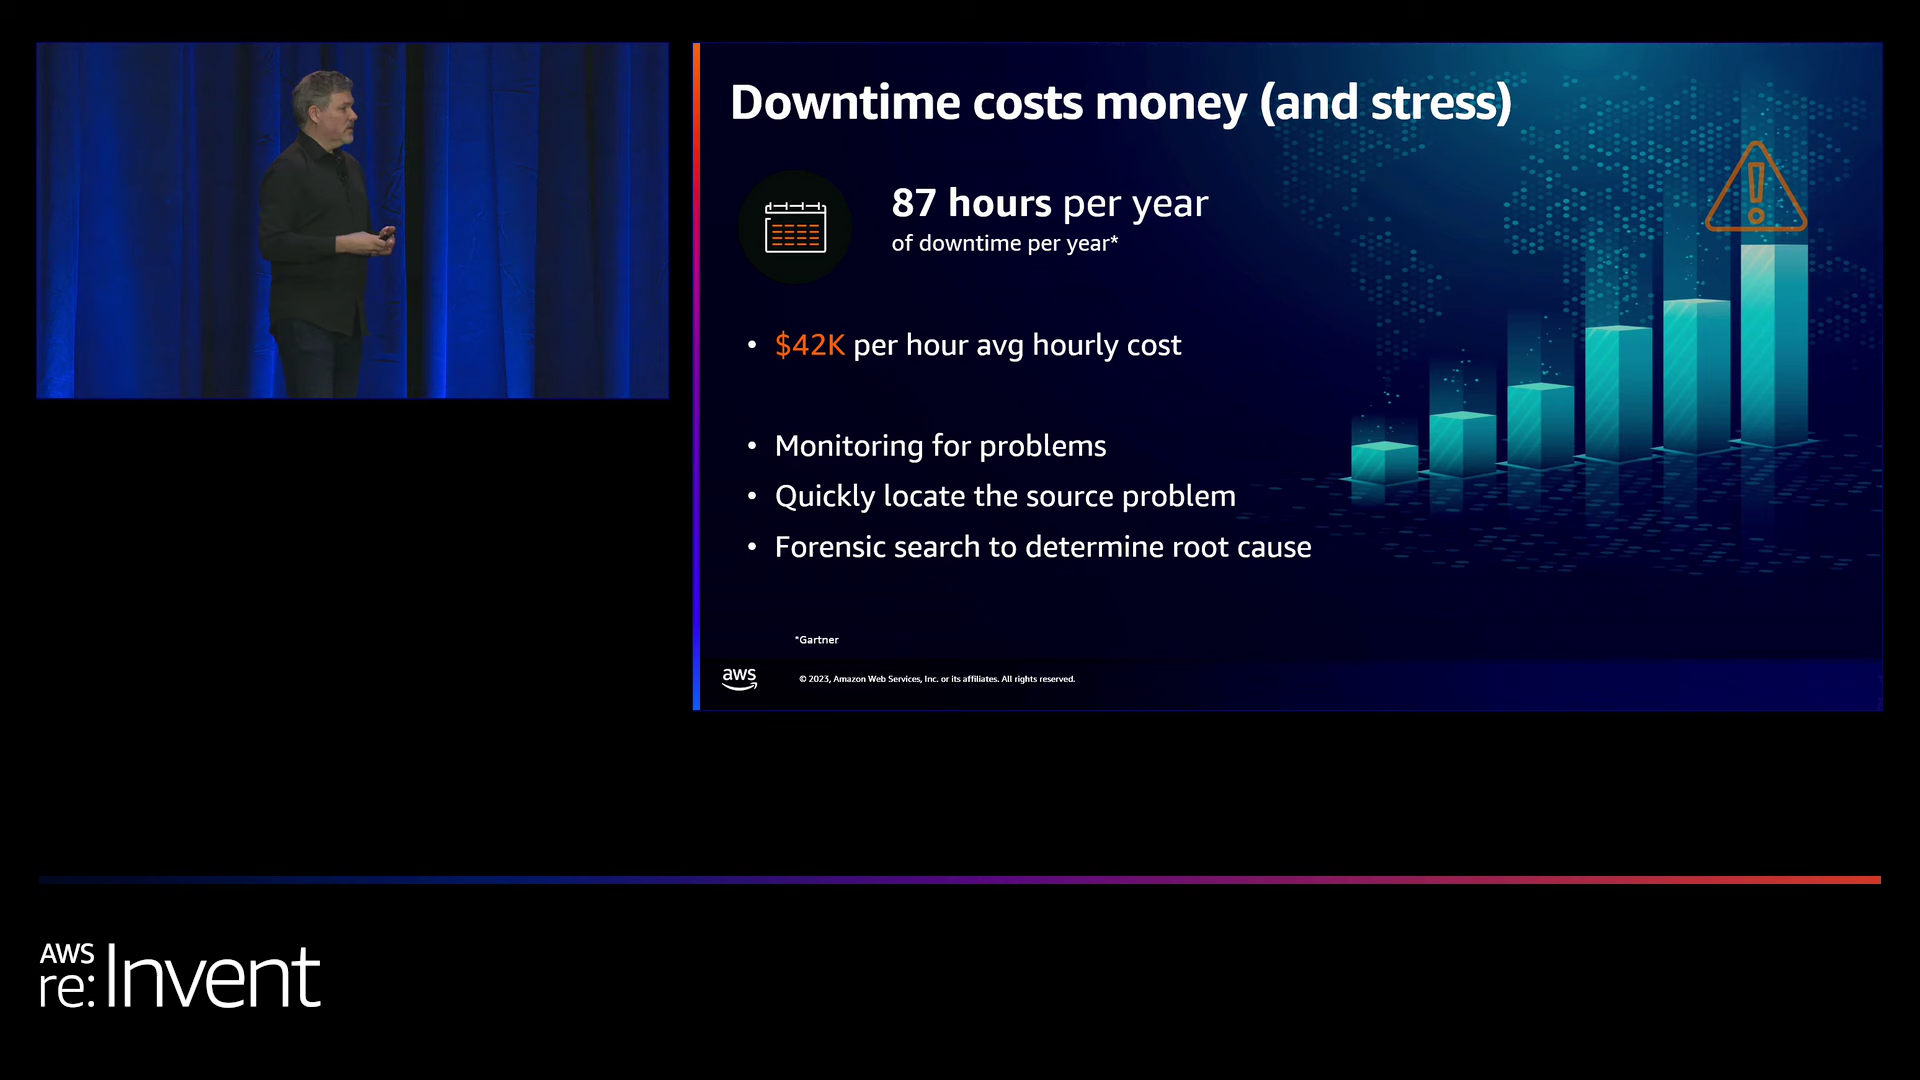 Downtime costs money (and stress)
87 hours per year
of downtime per year*
• $42K per hour avg hourly cost
• Monitoring for problems
• Quickly locate the source problem
• Forensic search to determine root cause
*Gartner
aws
© 2023, Amazon Web Services, Inc. or its affiliates. All rights reserved.
AWS
re:Invent